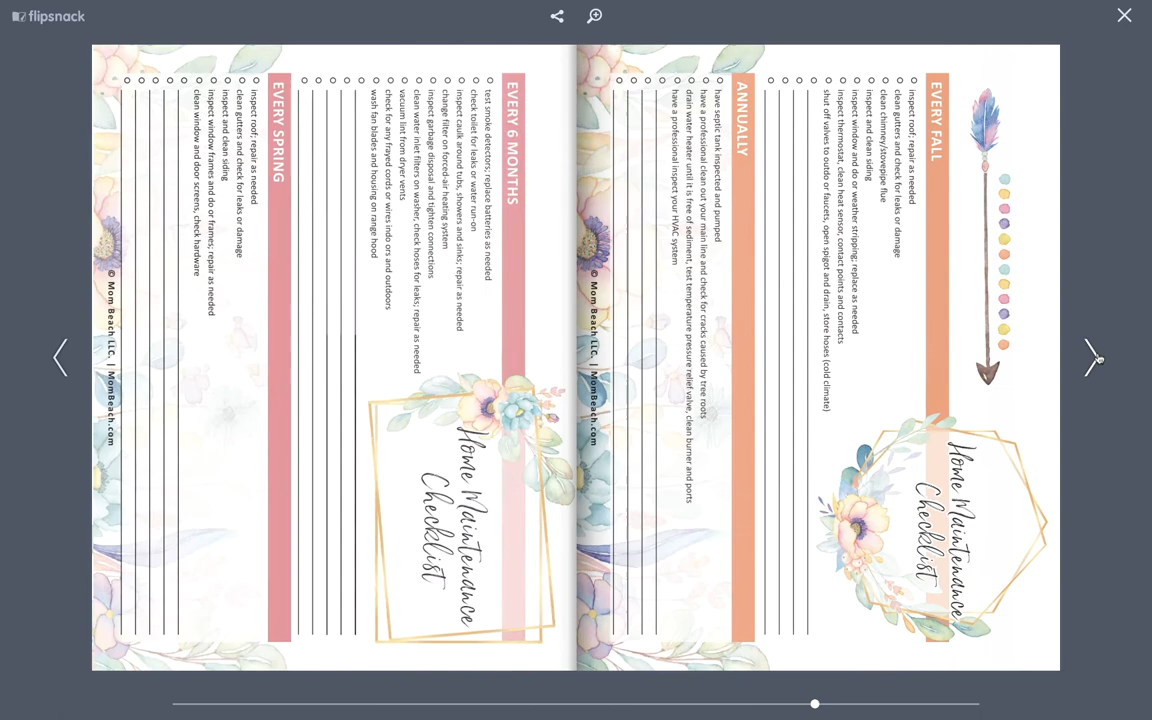 flipsnack
EVERY 6 MONTHS
test smoke detectors; replace batteries as needed
check toilet for leaks or water run-on
inspect caulk around tubs, showers and sinks; repair as needed
change filter on forced-air heating system
inspect garbage disposal and tighten connections
clean water inlet filters on washer, check hoses for leaks; repair as needed
vacuum lint from dryer vents
check for any frayed cords or wires indo ors and outdoors
wash fan blades and housing on range hood
Home Maintenance
Checklist
EVERY SPRING
inspect roof; repair as needed
clean gutters and check for leaks or damage
inspect and clean siding
inspect window frames and do or frames; repair as needed
clean window and door screens, check hardware
© Mom Beach LLC. | MomBeach.com
EVERY FALL
inspect roof; repair as needed
clean gutters and check for leaks or damage
clean chimney/stovepipe flue
inspect and clean siding
inspect window and do or weather stripping; replace as needed
inspect thermostat, clean heat sensor, contact points and contacts
shut off valves to outdo or faucets, open spigot and drain, store hoses (cold climate)
Home Maintenance
Checklist
ANNUALLY
have septic tank inspected and pumped
have a professional clean out your main line and check for cracks caused by tree roots
drain water heater until it is free of sediment, test temperature pressure relief valve, clean burner and ports
have a professional inspect your HVAC system
© Mom Beach LLC. | MomBeach.com